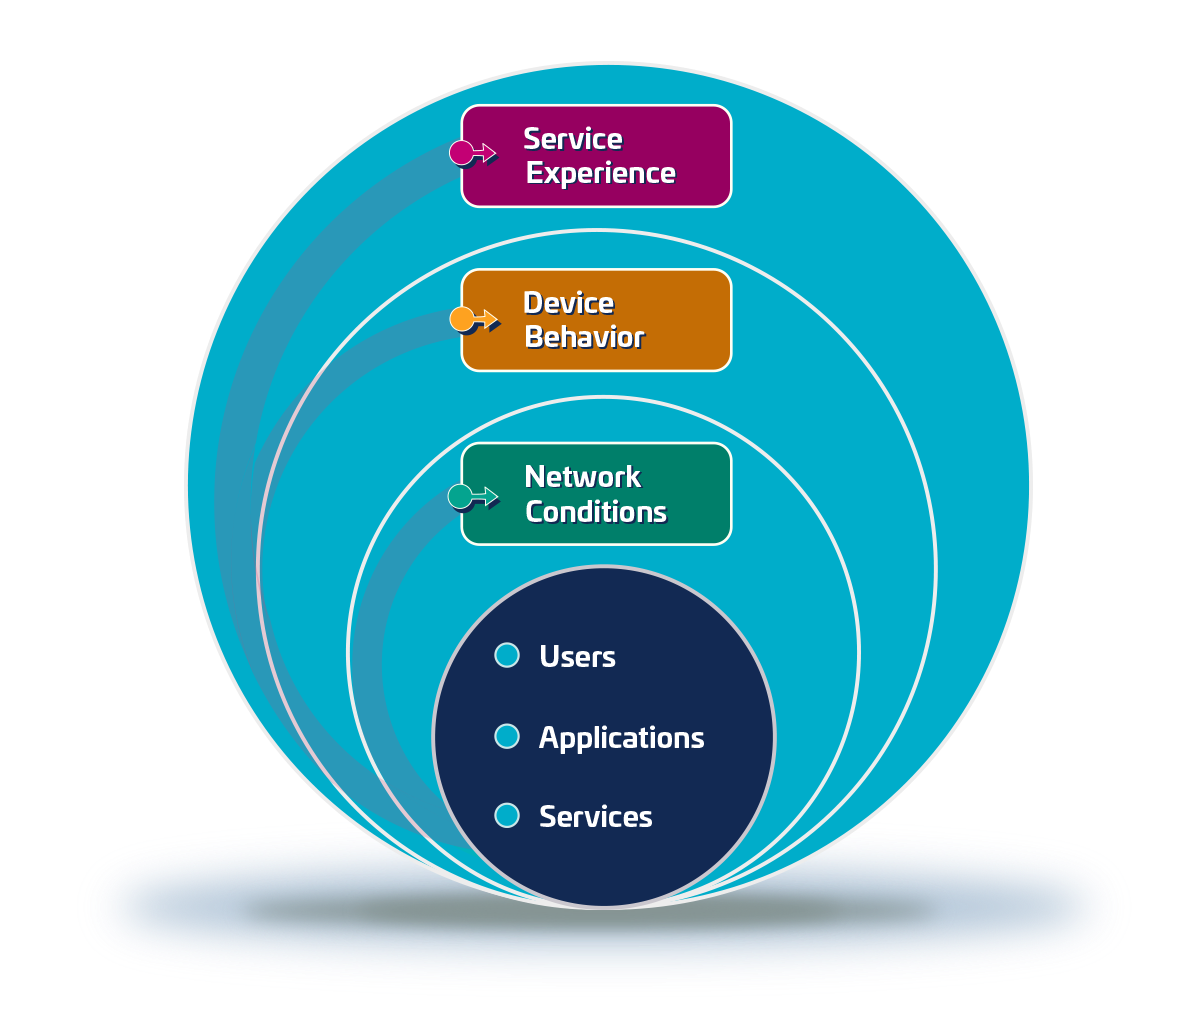 Service
Experience
Device
Behavior
Network
Conditions
Users
Applications
Services